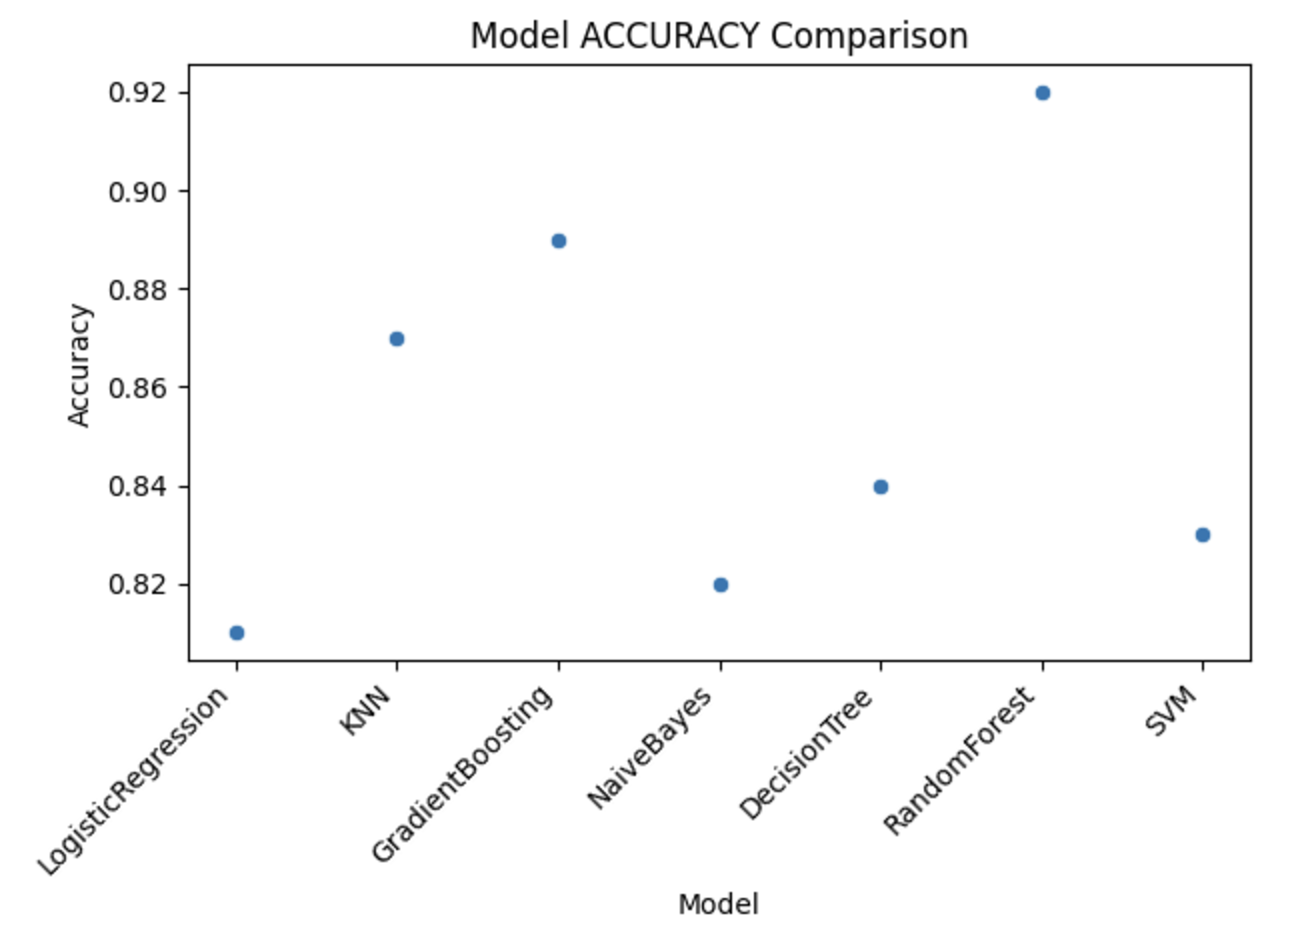 Model ACCURACY Comparison
Accuracy
0.92
0.90
0.88
0.86
0.84
0.82
LogisticRegression
KNN
GradientBoosting
NaiveBayes
DecisionTree
RandomForest
SVM
Model